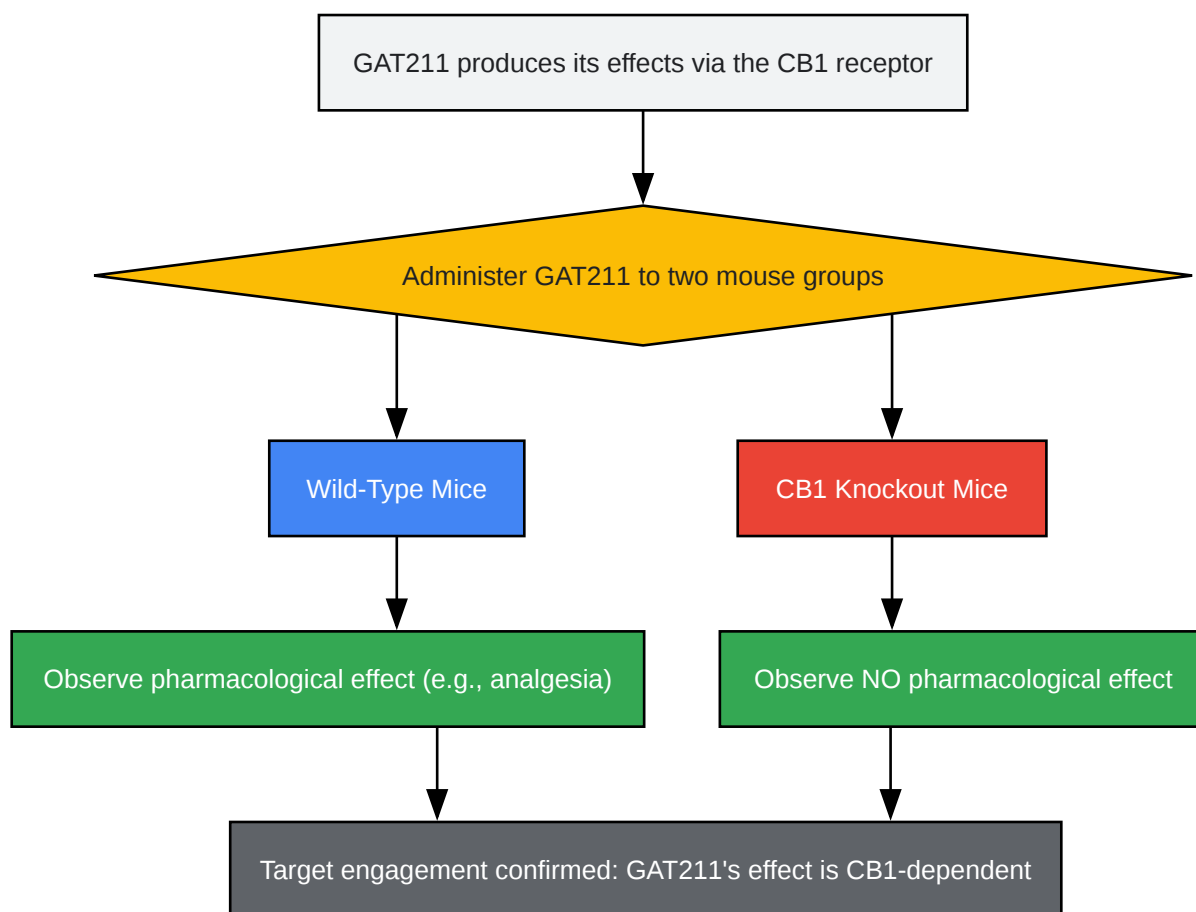 GAT211 produces its effects via the CB1 receptor
Administer GAT211 to two mouse groups
Wild-Type Mice
CB1 Knockout Mice
Observe pharmacological effect (e.g., analgesia)
Observe NO pharmacological effect
Target engagement confirmed: GAT211's effect is CB1-dependent